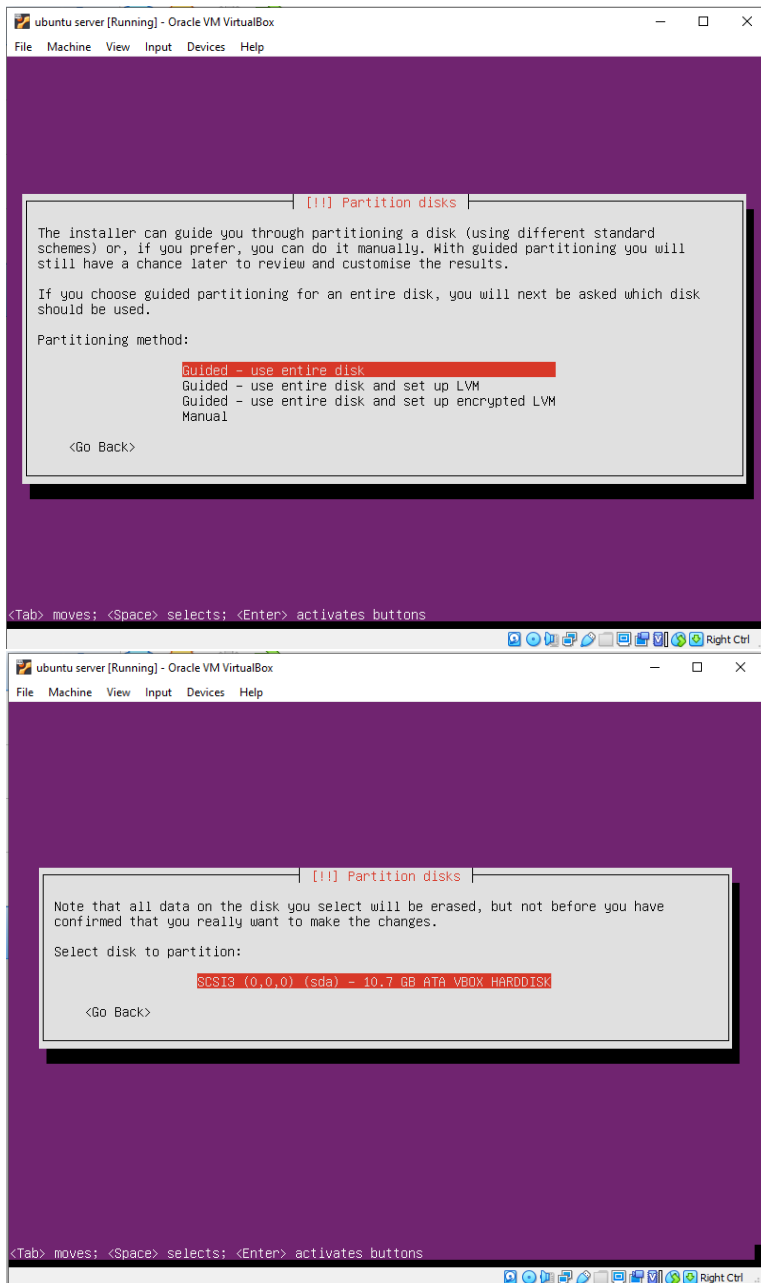 ubuntu server [Running] - Oracle VM VirtualBox
File Machine View Input Devices Help
[!!] Partition disks
The installer can guide you through partitioning a disk (using different standard
schemes) or, if you prefer, you can do it manually. With guided partitioning you will
still have a chance later to review and customise the results.
If you choose guided partitioning for an entire disk, you will next be asked which disk
should be used.
Partitioning method:
Guided – use entire disk
Guided – use entire disk and set up LVM
Guided – use entire disk and set up encrypted LVM
Manual
<Go Back>
<Tab> moves; <Space> selects; <Enter> activates buttons
Right Ctrl
ubuntu server [Running] - Oracle VM VirtualBox
File Machine View Input Devices Help
[!!] Partition disks
Note that all data on the disk you select will be erased, but not before you have
confirmed that you really want to make the changes.
Select disk to partition:
SCSI3 (0,0,0) (sda) – 10.7 GB ATA VBOX HARDDISK
<Go Back>
<Tab> moves; <Space> selects; <Enter> activates buttons
Right Ctrl